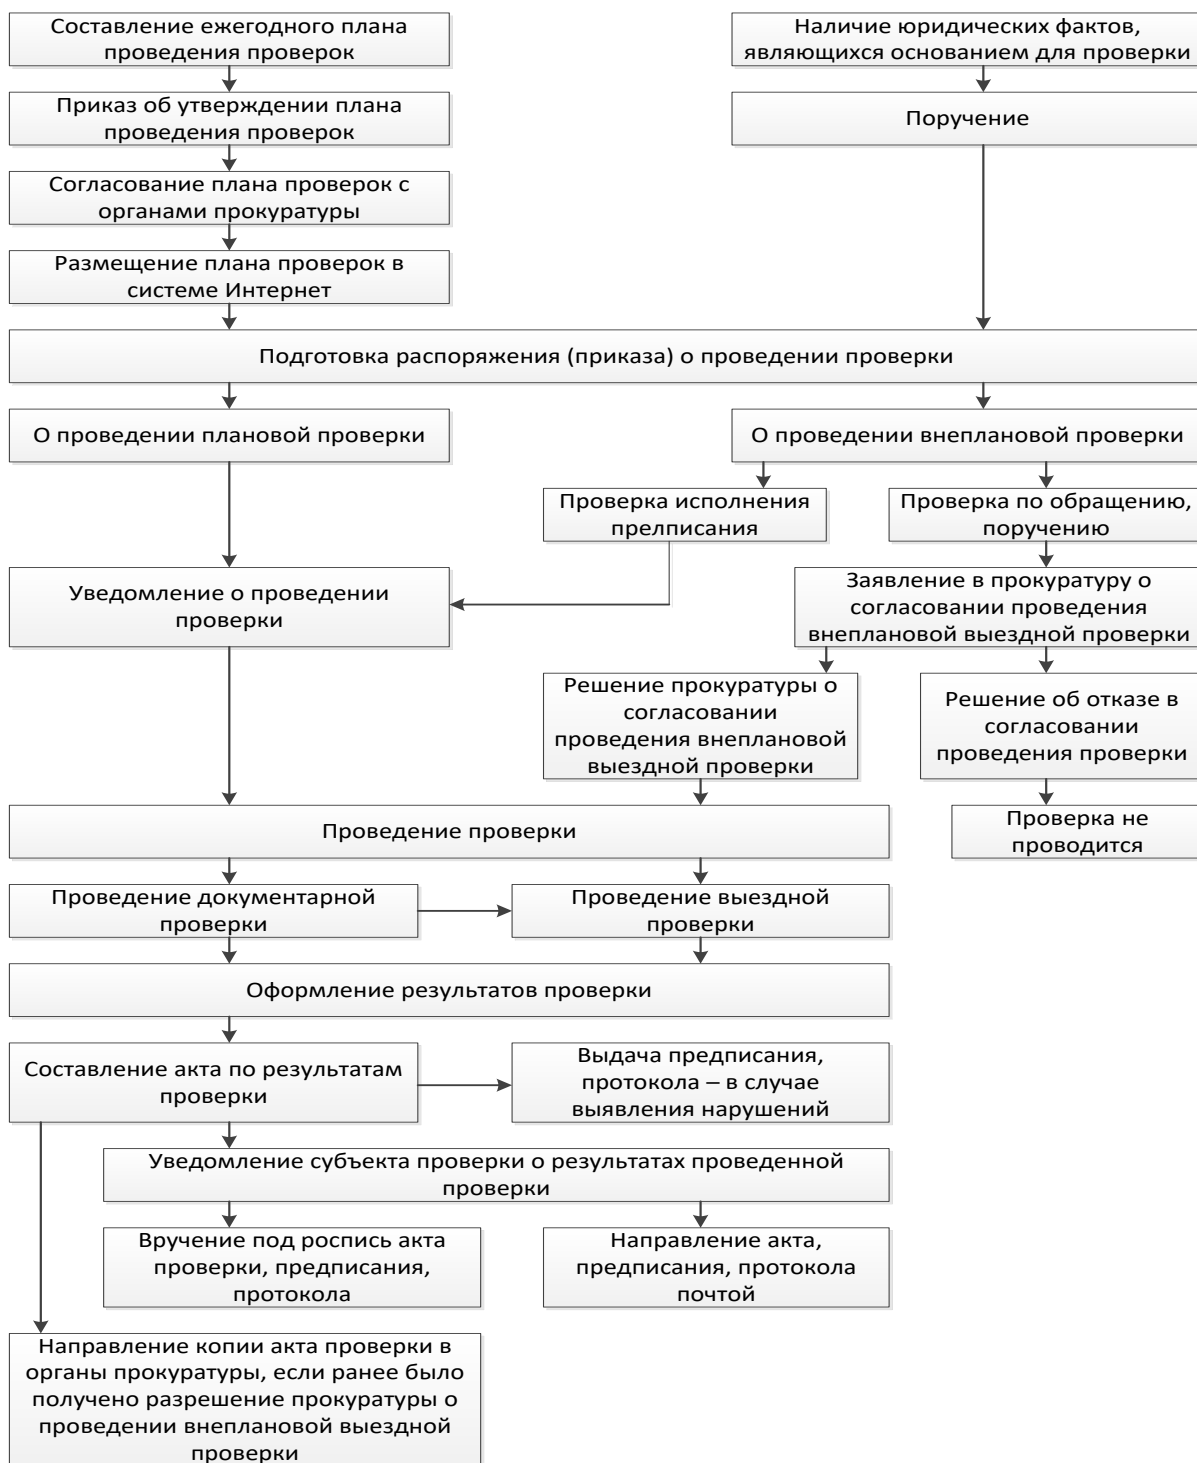 Составление ежегодного плана
проведения проверок
Наличие юридических фактов,
являющихся основанием для проверки
Приказ об утверждении плана
проведения проверок
Поручение
Согласование плана проверок с
органами прокуратуры
Размещение плана проверок в
системе Интернет
Подготовка распоряжения (приказа) о проведении проверки
О проведении плановой проверки
О проведении внеплановой проверки
Проверка исполнения
прелписания
Проверка по обращению,
поручению
Уведомление о проведении
проверки
Заявление в прокуратуру о
согласовании проведения
внеплановой выездной проверки
Решение прокуратуры о
согласовании
проведения внеплановой
выездной проверки
Решение об отказе в
согласовании
проведения проверки
Проведение проверки
Проверка не
проводится
Проведение документарной
проверки
Проведение выездной
проверки
Оформление результатов проверки
Составление акта по результатам
проверки
Выдача предписания,
протокола – в случае
выявления нарушений
Уведомление субъекта проверки о результатах проведенной
проверки
Вручение под роспись акта
проверки, предписания,
протокола
Направление акта,
предписания, протокола
почтой
Направление копии акта проверки в
органы прокуратуры, если ранее было
получено разрешение прокуратуры о
проведении внеплановой выездной
проверки